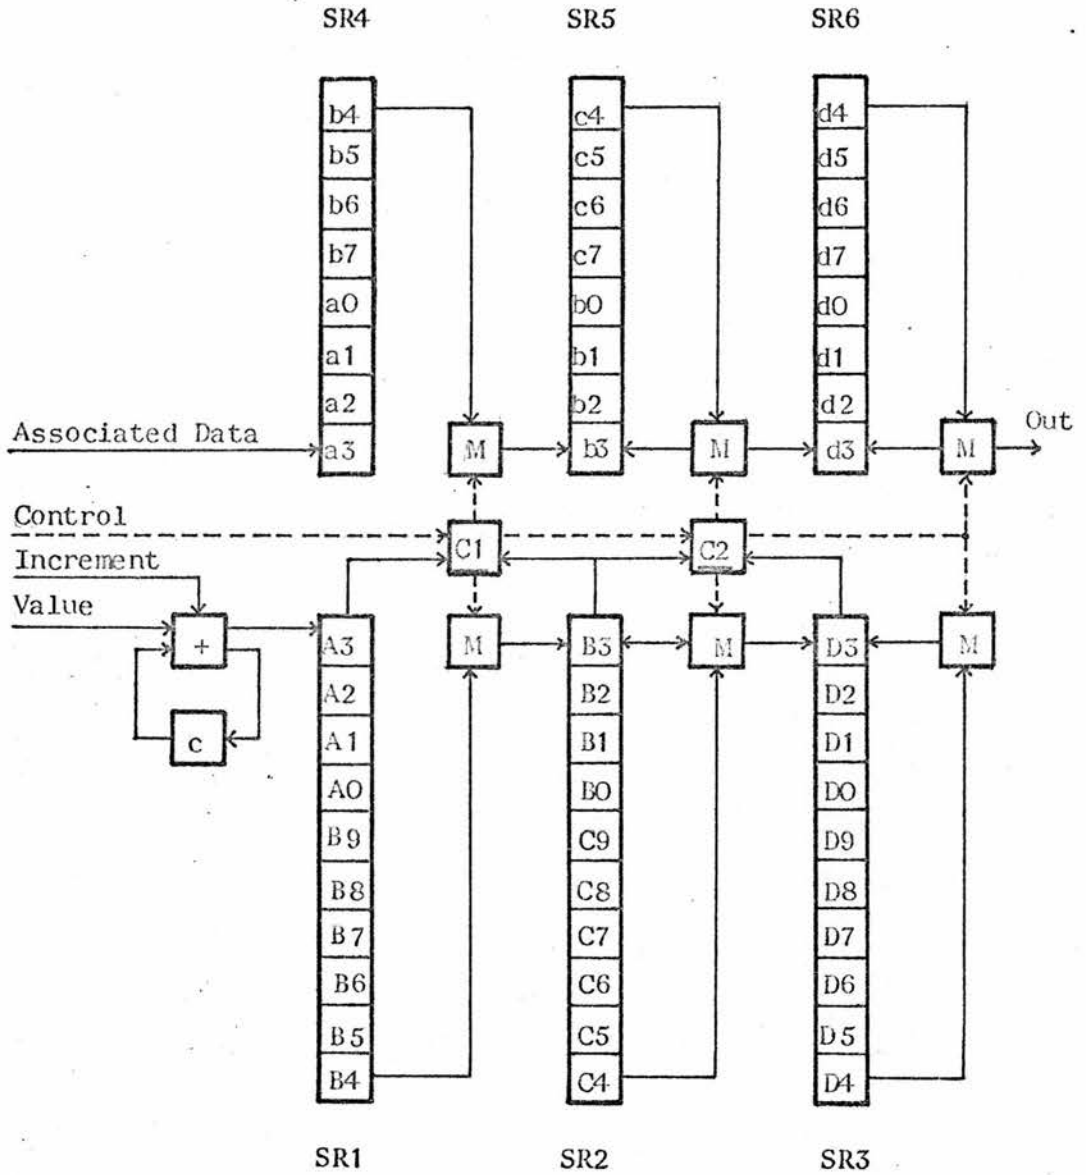 SR4 SR5 SR6
b4 c4 d4
b5 c5 d5
b6 c6 d6
b7 c7 d7
a0 b0 d0
a1 b1 d1
a2 b2 d2
Associated Data a3 M b3 M d3 M Out
Control
C1 C2
Increment
Value
+ A3 M B3 M D3 M
A2 B2 D2
c A1 B1 D1
A0 B0 D0
B9 C9 D9
B8 C8 D8
B7 C7 D7
B6 C6 D6
B5 C5 D5
B4 C4 D4
SR1 SR2 SR3